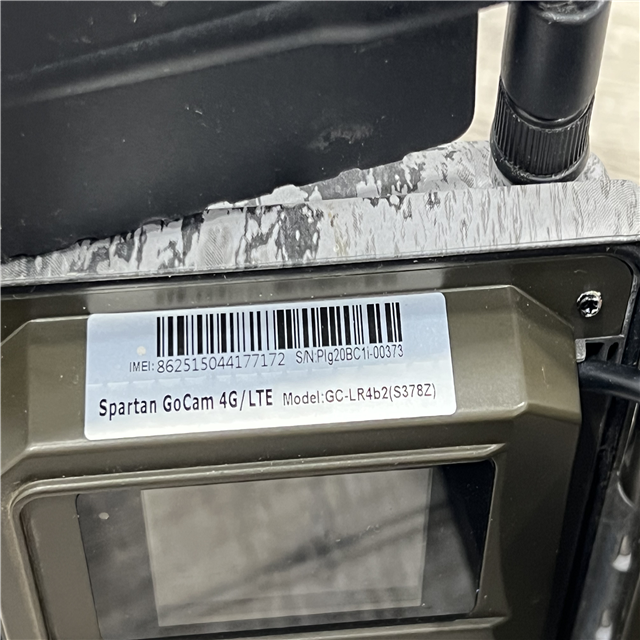 IMEI: 862515044177172 S/N:PIg20BC1i-00373
Spartan GoCam 4G/LTE Model:GC-LR4b2(S378Z)